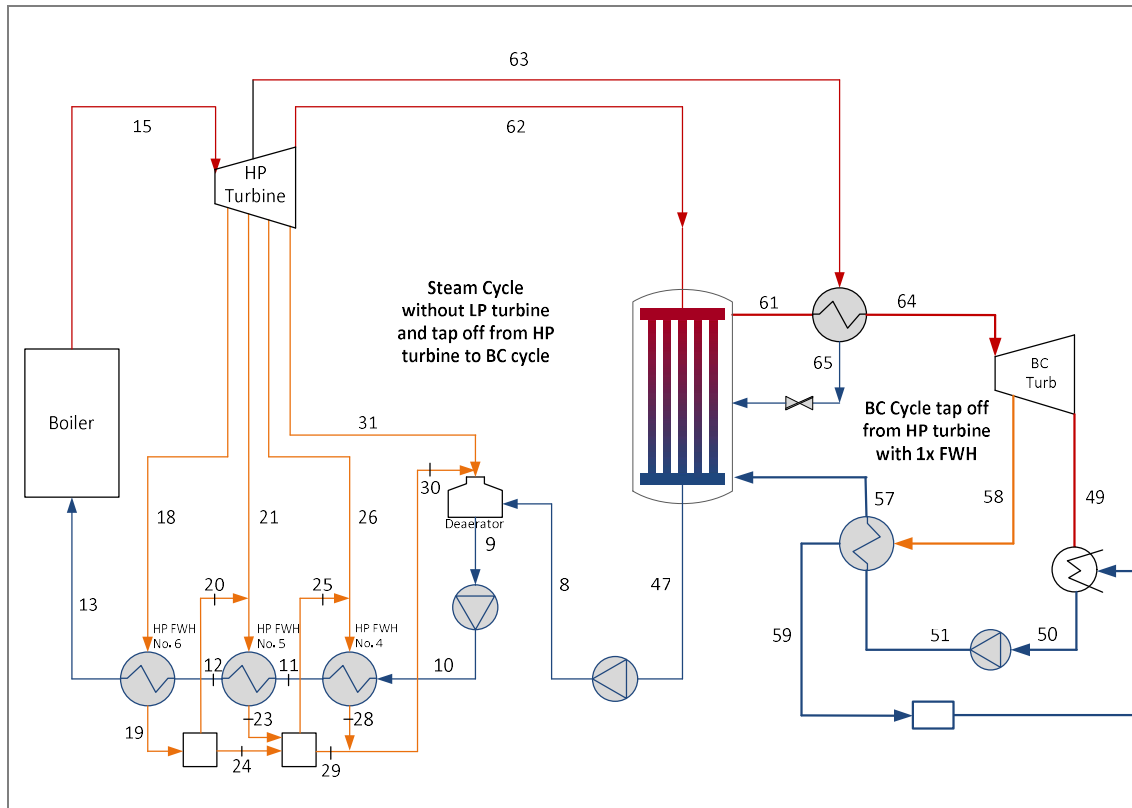 63
15
62
HP
Turbine
Steam Cycle
without LP turbine
and tap off from HP
turbine to BC cycle
61
64
65
BC
Turb
Boiler
BC Cycle tap off
from HP turbine
with 1x FWH
31
30
Deaerator
18
21
26
9
57
58
49
13
20
25
8
47
HP FWH
No. 6
HP FWH
No. 5
HP FWH
No. 4
12
11
10
59
51
50
19
23
28
24
29